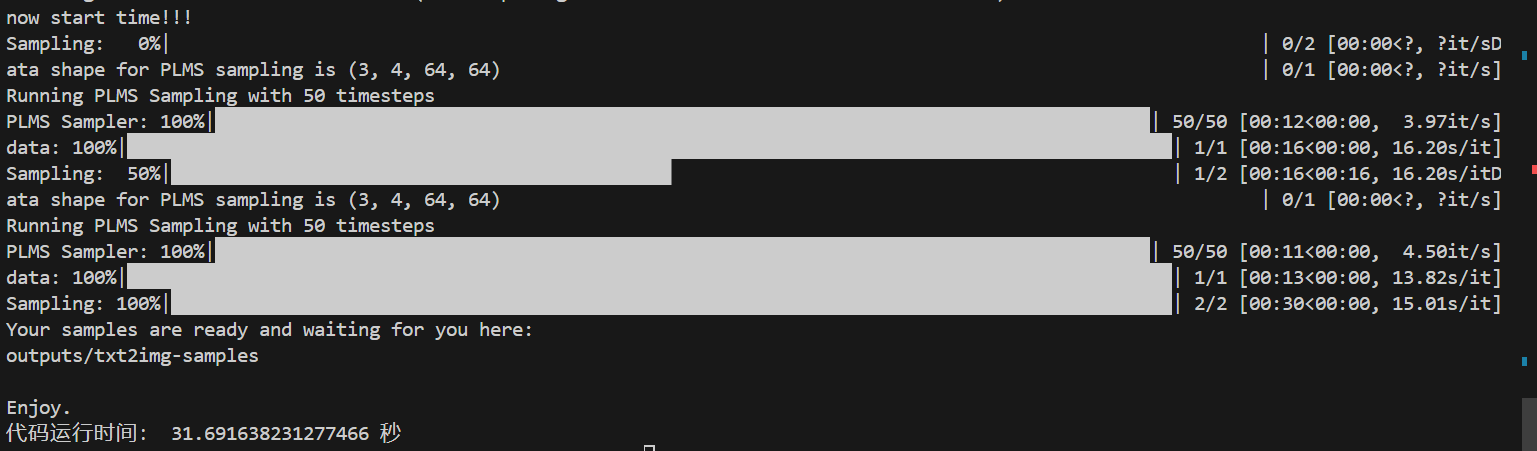 now start time!!!
Sampling:   0%|                    | 0/2 [00:00<?, ?it/sD
ata shape for PLMS sampling is (3, 4, 64, 64)                    | 0/1 [00:00<?, ?it/s]
Running PLMS Sampling with 50 timesteps
PLMS Sampler: 100%|                    | 50/50 [00:12<00:00,  3.97it/s]
data: 100%|                    | 1/1 [00:16<00:00, 16.20s/it]
Sampling:  50%|                    | 1/2 [00:16<00:16, 16.20s/itD
ata shape for PLMS sampling is (3, 4, 64, 64)                    | 0/1 [00:00<?, ?it/s]
Running PLMS Sampling with 50 timesteps
PLMS Sampler: 100%|                    | 50/50 [00:11<00:00,  4.50it/s]
data: 100%|                    | 1/1 [00:13<00:00, 13.82s/it]
Sampling: 100%|                    | 2/2 [00:30<00:00, 15.01s/it]
Your samples are ready and waiting for you here:
outputs/txt2img-samples
Enjoy.
代码运行时间:  31.691638231277466 秒